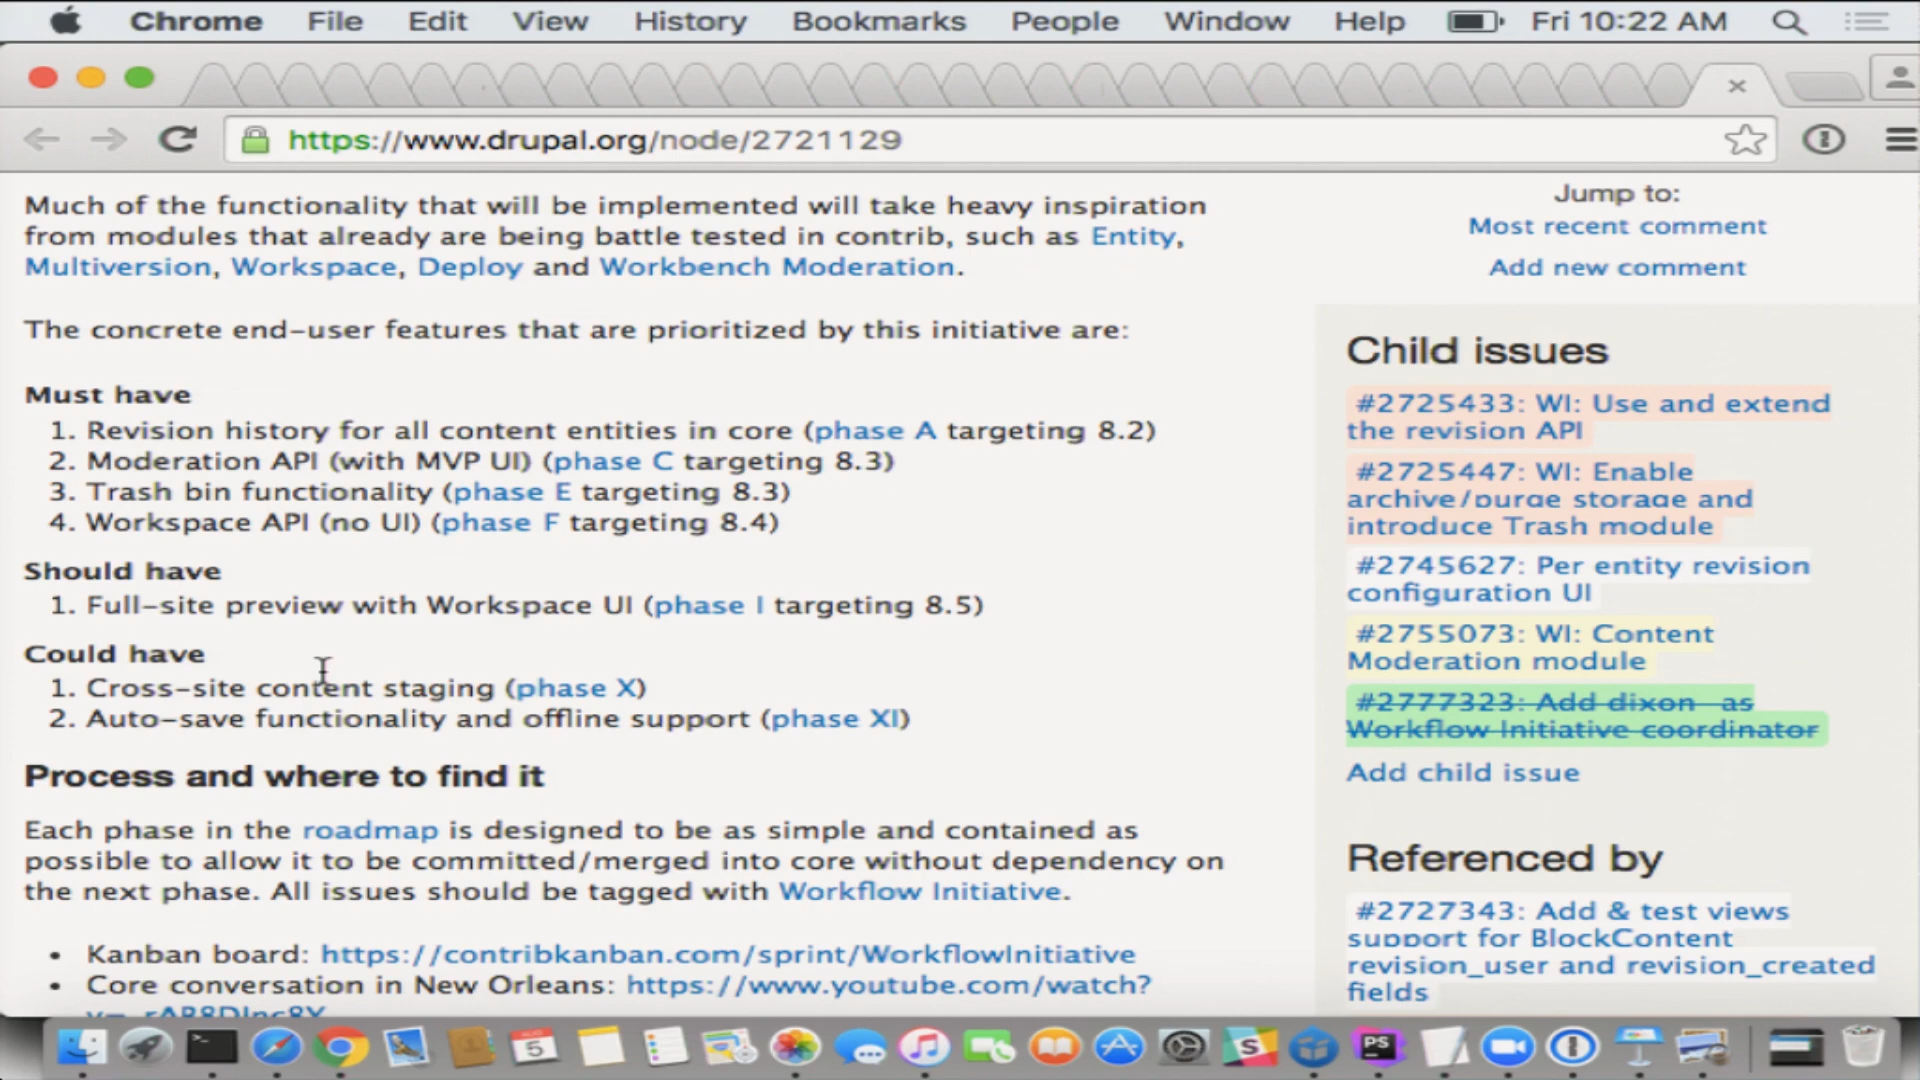 Chrome File Edit View History Bookmarks People Window Help Fri 10:22 AM
https://www.drupal.org/node/2721129
Much of the functionality that will be implemented will take heavy inspiration
from modules that already are being battle tested in contrib, such as Entity,
Multiversion, Workspace, Deploy and Workbench Moderation.
The concrete end-user features that are prioritized by this initiative are:
Must have
1. Revision history for all content entities in core (phase A targeting 8.2)
2. Moderation API (with MVP UI) (phase C targeting 8.3)
3. Trash bin functionality (phase E targeting 8.3)
4. Workspace API (no UI) (phase F targeting 8.4)
Should have
1. Full-site preview with Workspace UI (phase I targeting 8.5)
Could have
1. Cross-site content staging (phase X)
2. Auto-save functionality and offline support (phase XI)
Process and where to find it
Each phase in the roadmap is designed to be as simple and contained as
possible to allow it to be committed/merged into core without dependency on
the next phase. All issues should be tagged with Workflow Initiative.
• Kanban board: https://contribkanban.com/sprint/WorkflowInitiative
• Core conversation in New Orleans: https://www.youtube.com/watch?
Jump to:
Most recent comment
Add new comment
Child issues
#2725433: WI: Use and extend
the revision API
#2725447: WI: Enable
archive/purge storage and
introduce Trash module
#2745627: Per entity revision
configuration UI
#2755073: WI: Content
Moderation module
#2777323: Add dixon_ as
Workflow Initiative coordinator
Add child issue
Referenced by
#2727343: Add & test views
support for BlockContent
revision_user and revision_created
fields
5
PS